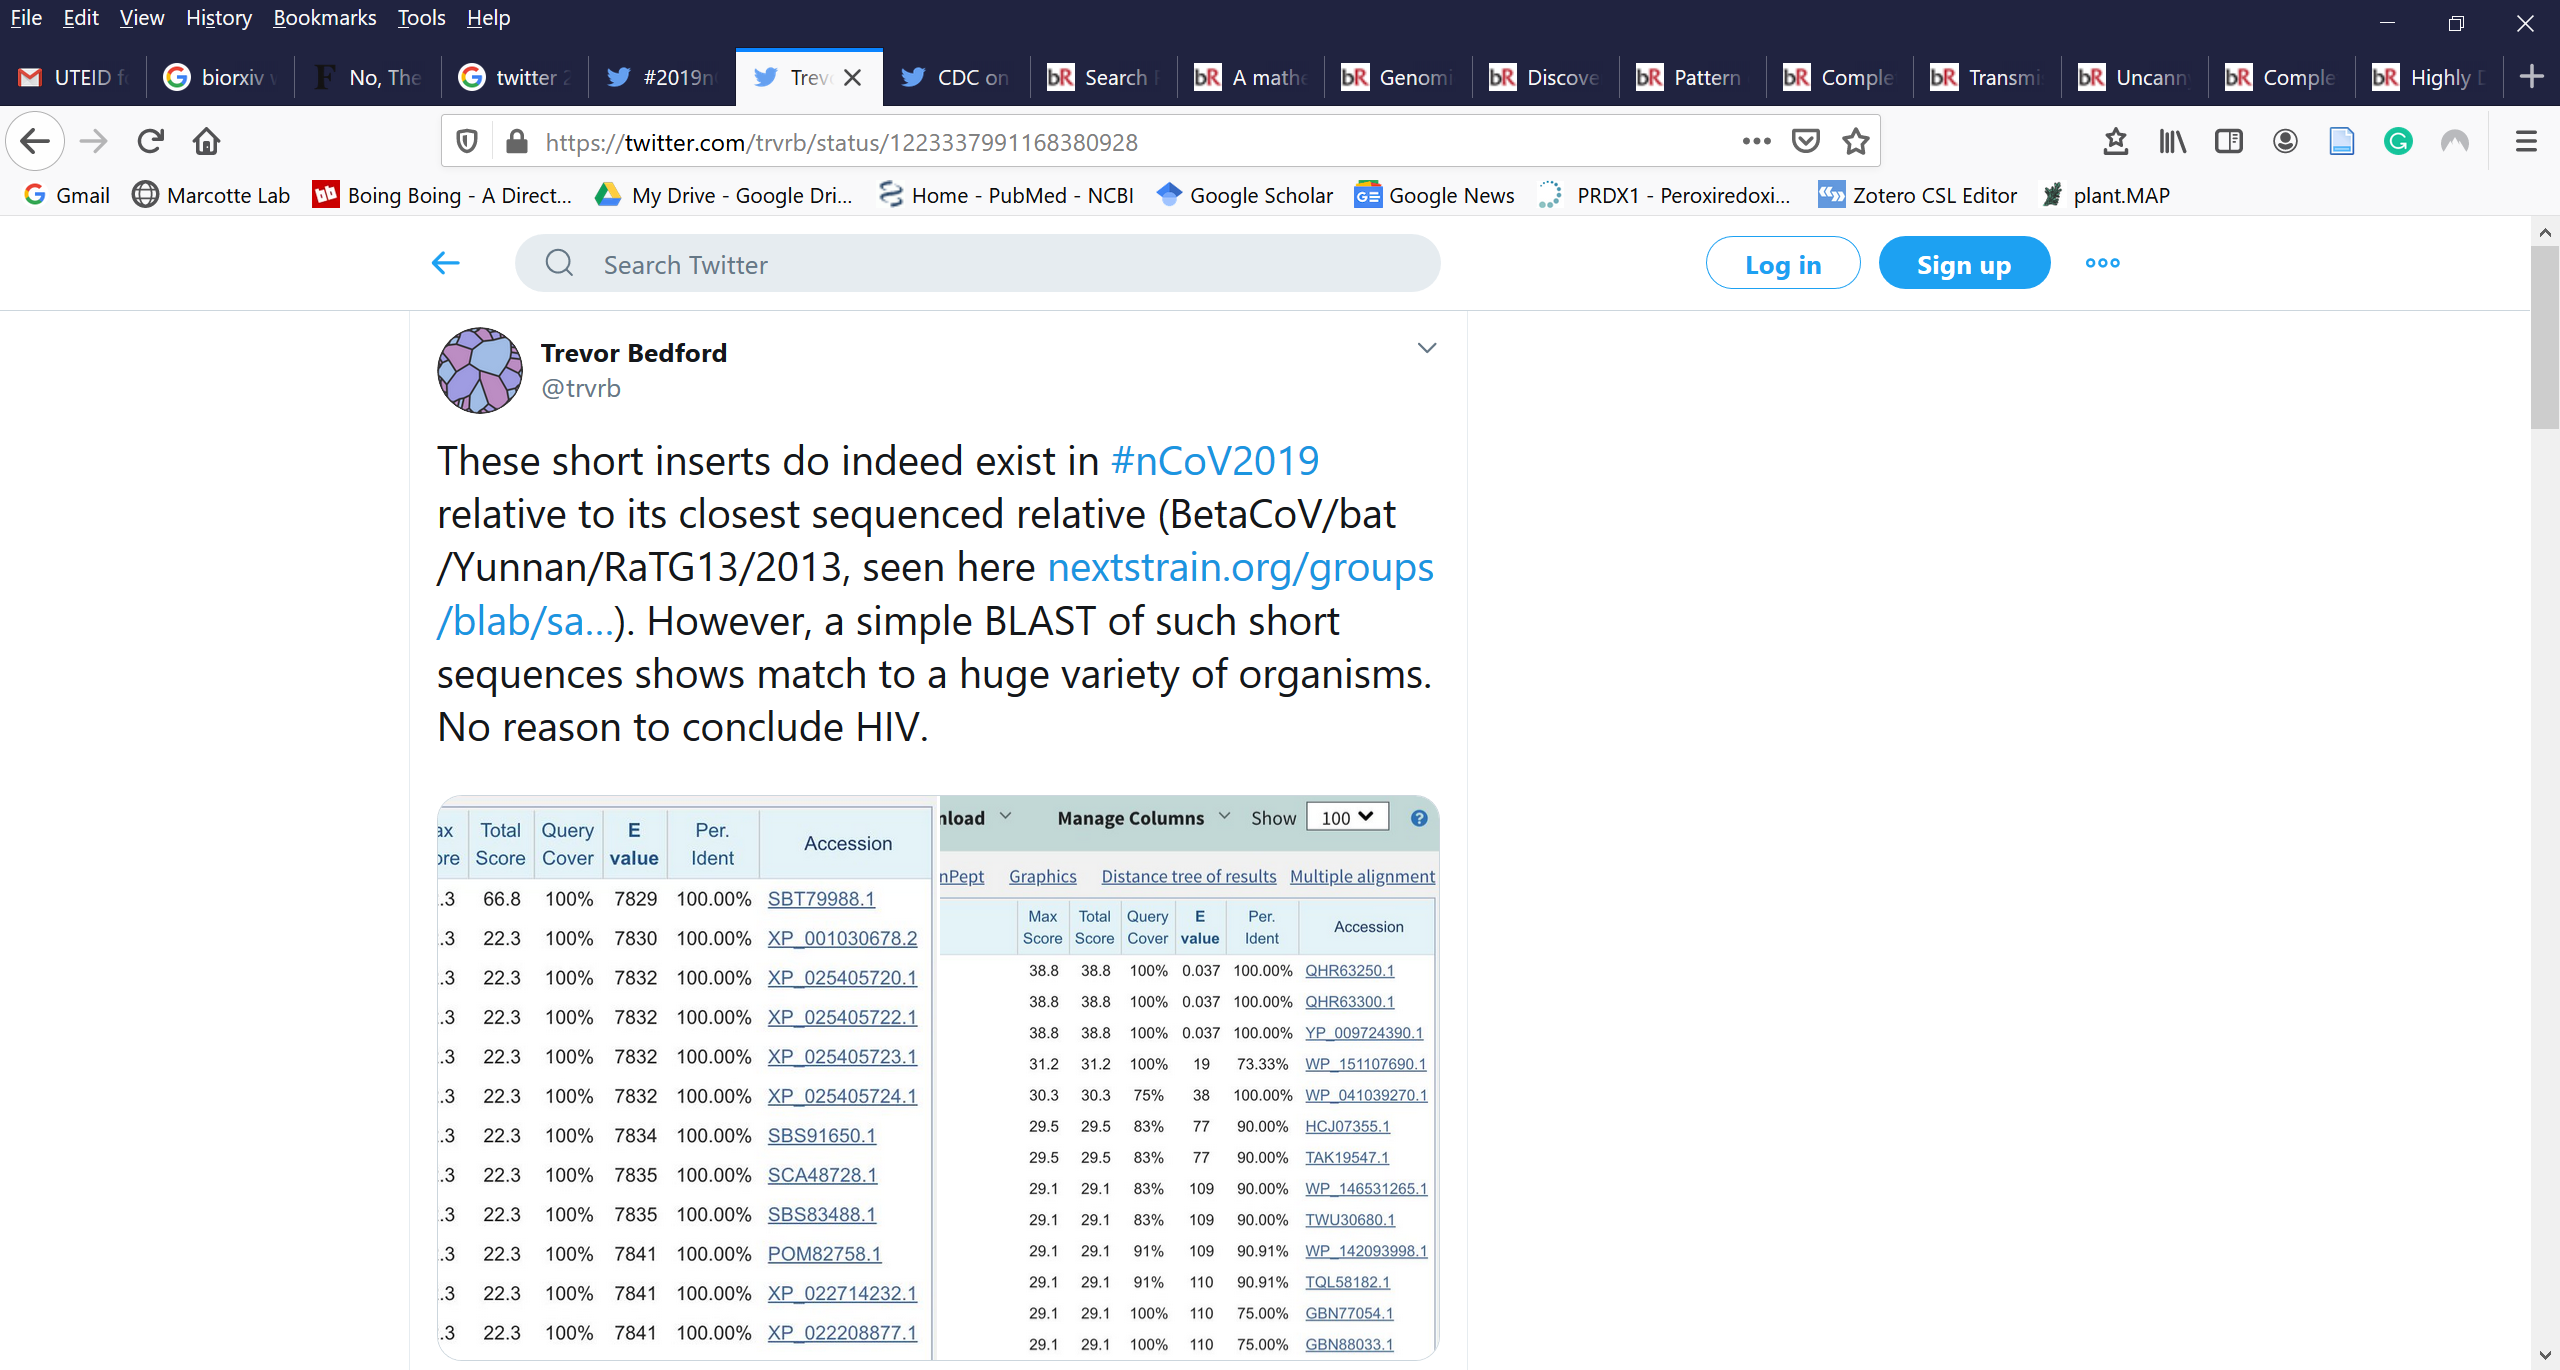 File Edit View History Bookmarks Tools Help
UTEID f biorxiv No, The twitter 2 #2019n Trev CDC on Search A mathe Genomi Discove Pattern Comple Transmi Uncann Comple Highly
https://twitter.com/trvrb/status/1223337991168380928
Gmail Marcotte Lab Boing Boing - A Direct... My Drive - Google Dri... Home - PubMed - NCBI Google Scholar Google News PRDX1 - Peroxiredoxi... Zotero CSL Editor plant.MAP
Search Twitter Log in Sign up
Trevor Bedford
@trvrb
These short inserts do indeed exist in #nCoV2019
relative to its closest sequenced relative (BetaCoV/bat
/Yunnan/RaTG13/2013, seen here nextstrain.org/groups
/blab/sa...). However, a simple BLAST of such short
sequences shows match to a huge variety of organisms.
No reason to conclude HIV.
Total Query E Per. Accession
Score Cover value Ident
.3 66.8 100% 7829 100.00% SBT79988.1
.3 22.3 100% 7830 100.00% XP_001030678.2
.3 22.3 100% 7832 100.00% XP_025405720.1
.3 22.3 100% 7832 100.00% XP_025405722.1
.3 22.3 100% 7832 100.00% XP_025405723.1
.3 22.3 100% 7832 100.00% XP_025405724.1
.3 22.3 100% 7834 100.00% SBS91650.1
.3 22.3 100% 7835 100.00% SCA48728.1
.3 22.3 100% 7835 100.00% SBS83488.1
.3 22.3 100% 7841 100.00% POM82758.1
.3 22.3 100% 7841 100.00% XP_022714232.1
.3 22.3 100% 7841 100.00% XP_022208877.1
nload Manage Columns Show 100
nPept Graphics Distance tree of results Multiple alignment
Max Total Query E Per. Accession
Score Score Cover value Ident
38.8 38.8 100% 0.037 100.00% QHR63250.1
38.8 38.8 100% 0.037 100.00% QHR63300.1
38.8 38.8 100% 0.037 100.00% YP_009724390.1
31.2 31.2 100% 19 73.33% WP_151107690.1
30.3 30.3 75% 38 100.00% WP_041039270.1
29.5 29.5 83% 77 90.00% HCJ07355.1
29.5 29.5 83% 77 90.00% TAK19547.1
29.1 29.1 83% 109 90.00% WP_146531265.1
29.1 29.1 83% 109 90.00% TWU30680.1
29.1 29.1 91% 109 90.91% WP_142093998.1
29.1 29.1 91% 110 90.91% TQL58182.1
29.1 29.1 100% 110 75.00% GBN77054.1
29.1 29.1 100% 110 75.00% GBN88033.1